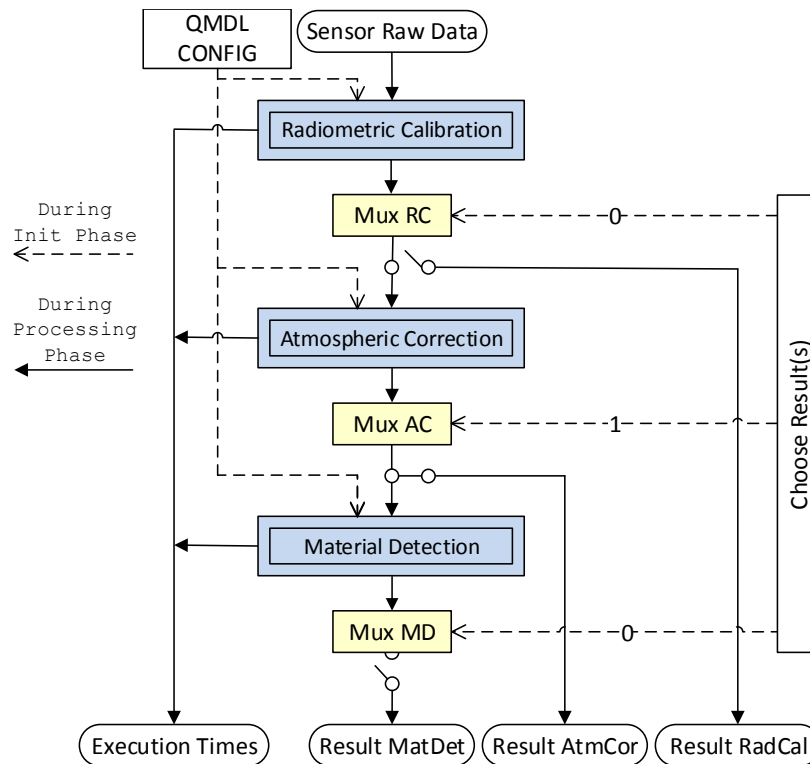 QMDL
CONFIG
Sensor Raw Data
Radiometric Calibration
Mux RC
0
During
Init Phase
During
Processing
Phase
Atmospheric Correction
Mux AC
1
Choose Result(s)
Material Detection
Mux MD
0
Execution Times
Result MatDet
Result AtmCor
Result RadCal